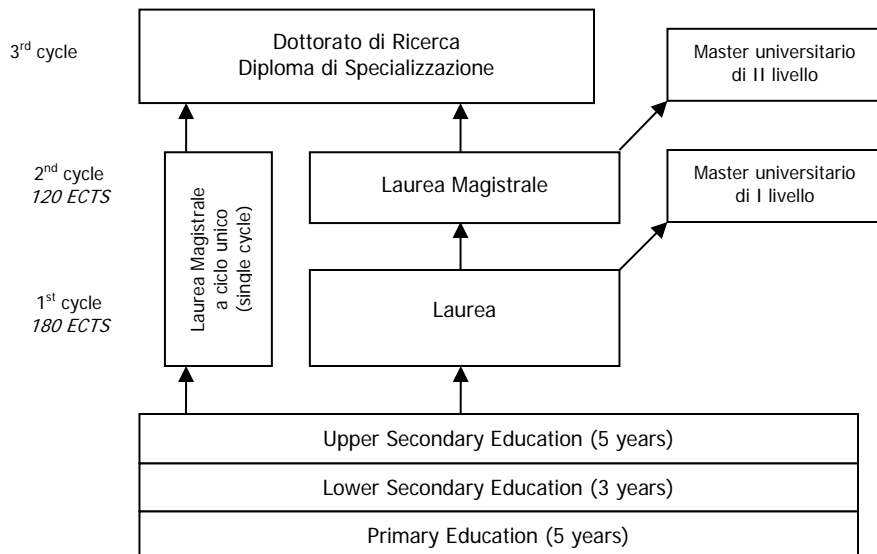 3rd cycle
Dottorato di Ricerca
Diploma di Specializzazione
Master universitario
di II livello
2nd cycle
120 ECTS
Laurea Magistrale
a ciclo unico
(single cycle)
Laurea Magistrale
Master universitario
di I livello
1st cycle
180 ECTS
Laurea
Upper Secondary Education (5 years)
Lower Secondary Education (3 years)
Primary Education (5 years)